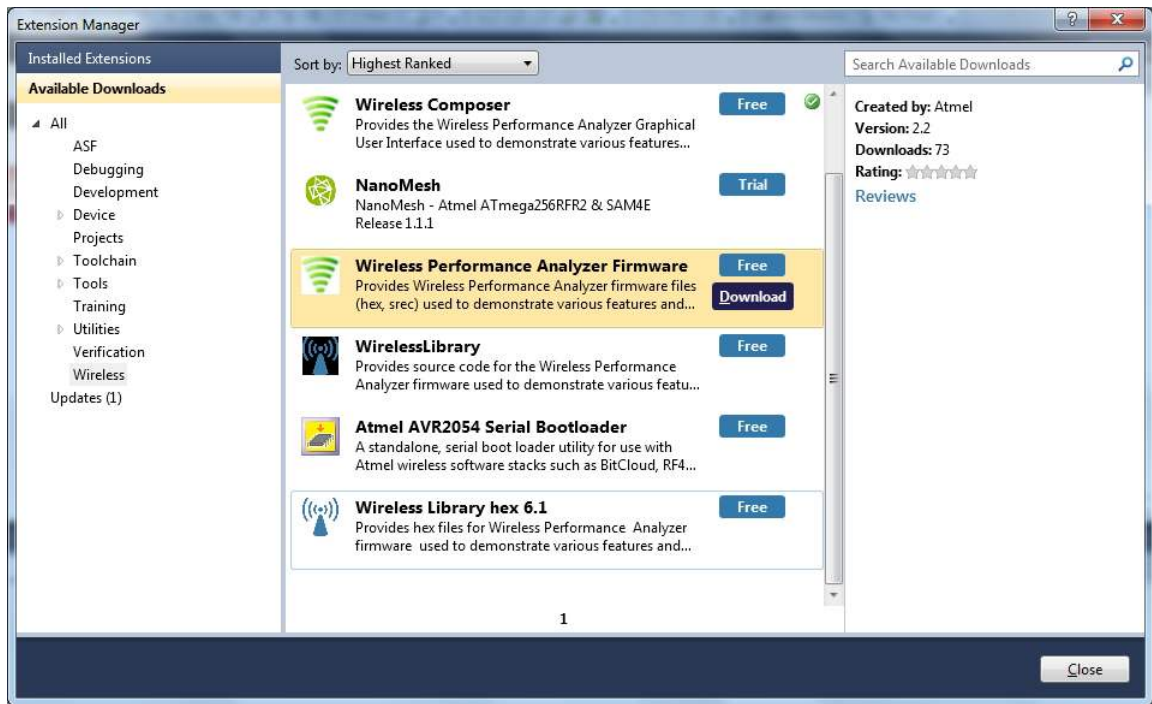 Extension Manager
Installed Extensions
Available Downloads
All
ASF
Debugging
Development
Device
Projects
Toolchain
Tools
Training
Utilities
Verification
Wireless
Updates (1)
Sort by: Highest Ranked
Wireless Composer
Free
Provides the Wireless Performance Analyzer Graphical
User Interface used to demonstrate various features...
NanoMesh
Trial
NanoMesh - Atmel ATmega256RFR2 & SAM4E
Release 1.1.1
Wireless Performance Analyzer Firmware
Free
Provides Wireless Performance Analyzer firmware files
(hex, srec) used to demonstrate various features and...
Download
WirelessLibrary
Free
Provides source code for the Wireless Performance
Analyzer firmware used to demonstrate various featu...
Atmel AVR2054 Serial Bootloader
Free
A standalone, serial boot loader utility for use with
Atmel wireless software stacks such as BitCloud, RF4...
Wireless Library hex 6.1
Free
Provides hex files for Wireless Performance Analyzer
firmware used to demonstrate various features and...
1
Search Available Downloads
Created by: Atmel
Version: 2.2
Downloads: 73
Rating:
Reviews
Close